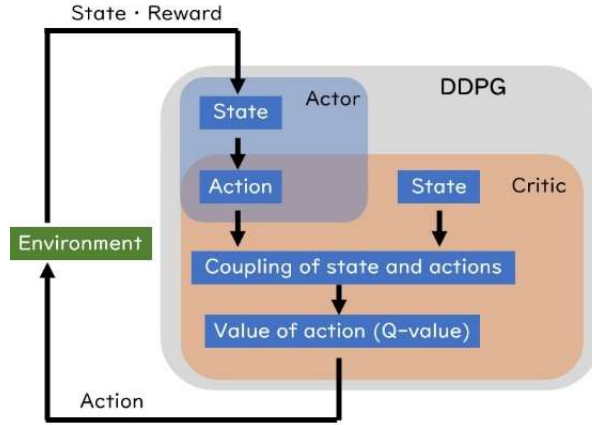 State · Reward
DDPG
Actor
State
Action
State
Critic
Environment
Coupling of state and actions
Value of action (Q-value)
Action